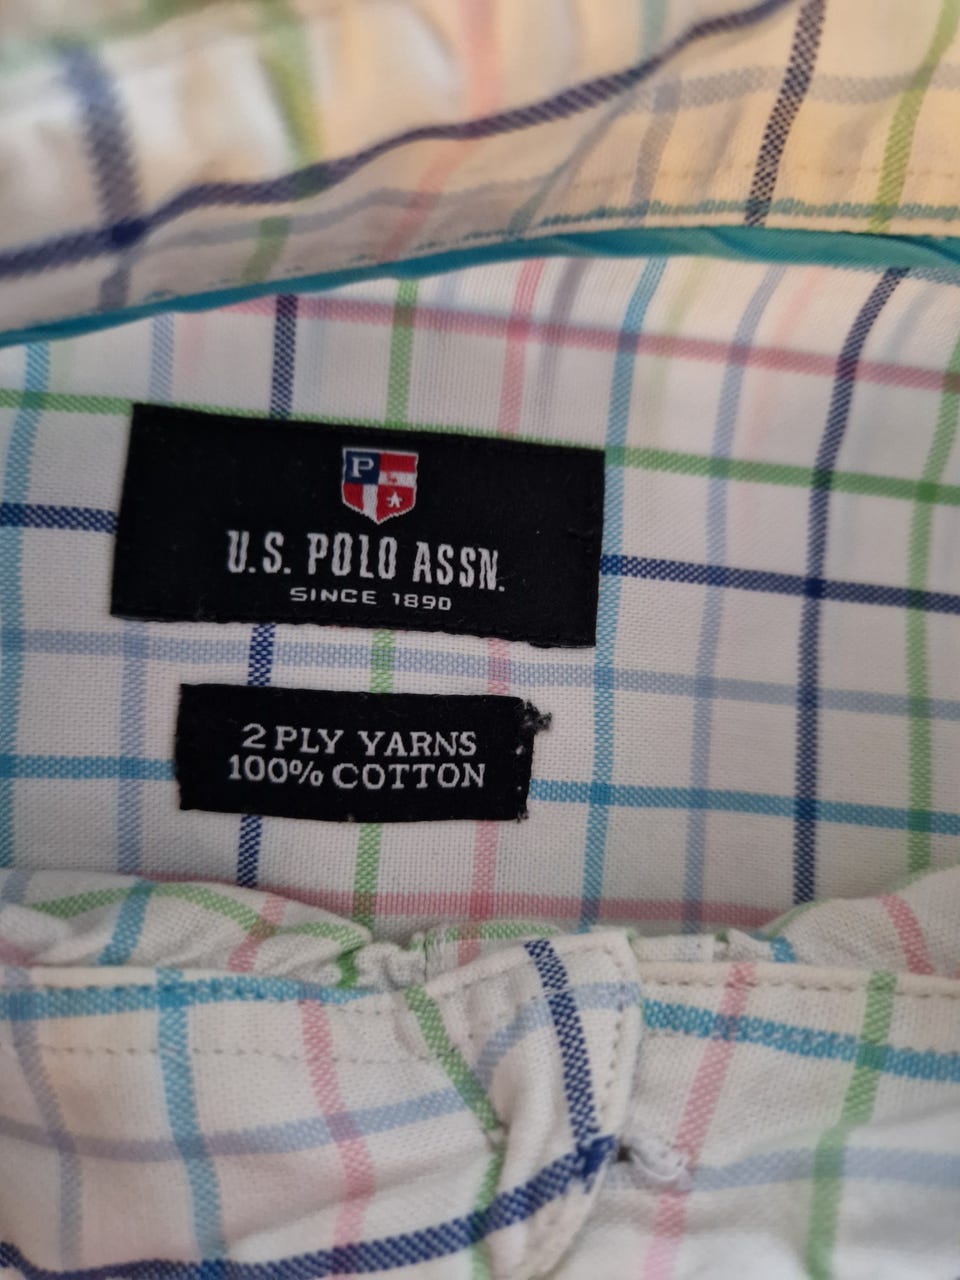 P
U.S. POLO ASSN.
SINCE 1890
2 PLY YARNS
100% COTTON